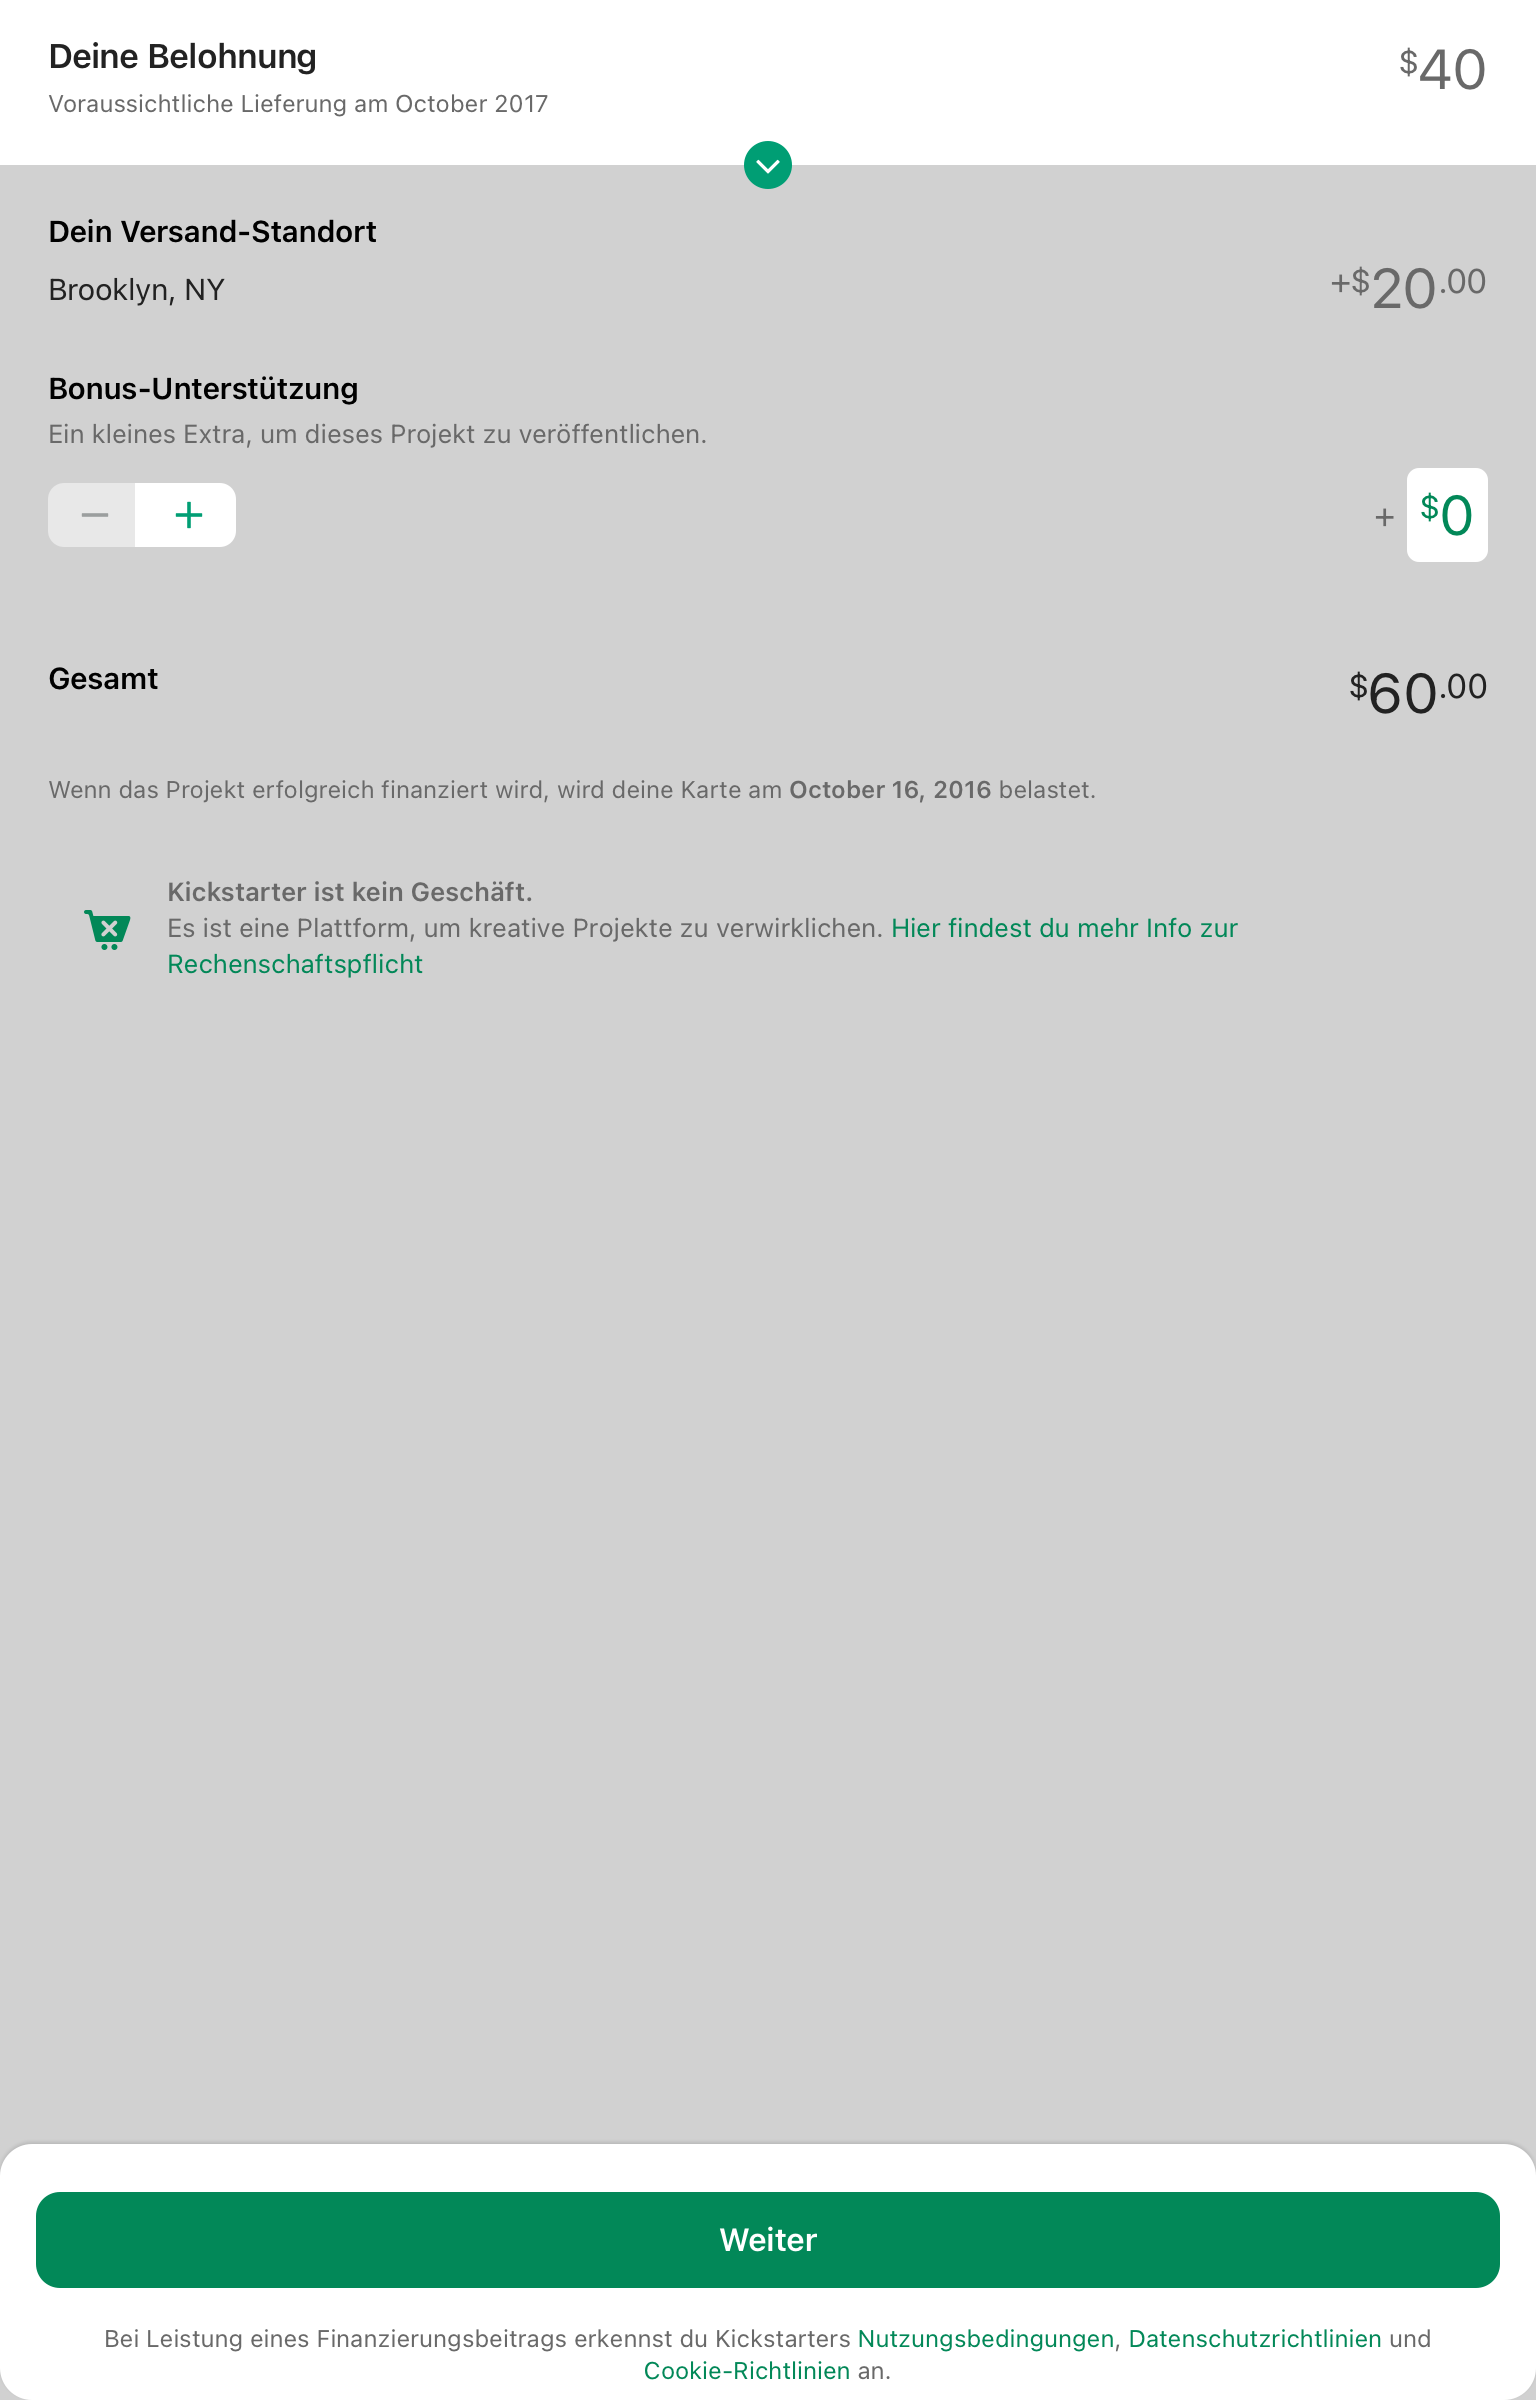 Deine Belohnung
$40
Voraussichtliche Lieferung am October 2017
Dein Versand-Standort
Brooklyn, NY
+$20.00
Bonus-Unterstützung
Ein kleines Extra, um dieses Projekt zu veröffentlichen.
− +
+ $0
Gesamt
$60.00
Wenn das Projekt erfolgreich finanziert wird, wird deine Karte am October 16, 2016 belastet.
Kickstarter ist kein Geschäft.
Es ist eine Plattform, um kreative Projekte zu verwirklichen. Hier findest du mehr Info zur
Rechenschaftspflicht
Weiter
Bei Leistung eines Finanzierungsbeitrags erkennst du Kickstarters Nutzungsbedingungen, Datenschutzrichtlinien und
Cookie-Richtlinien an.